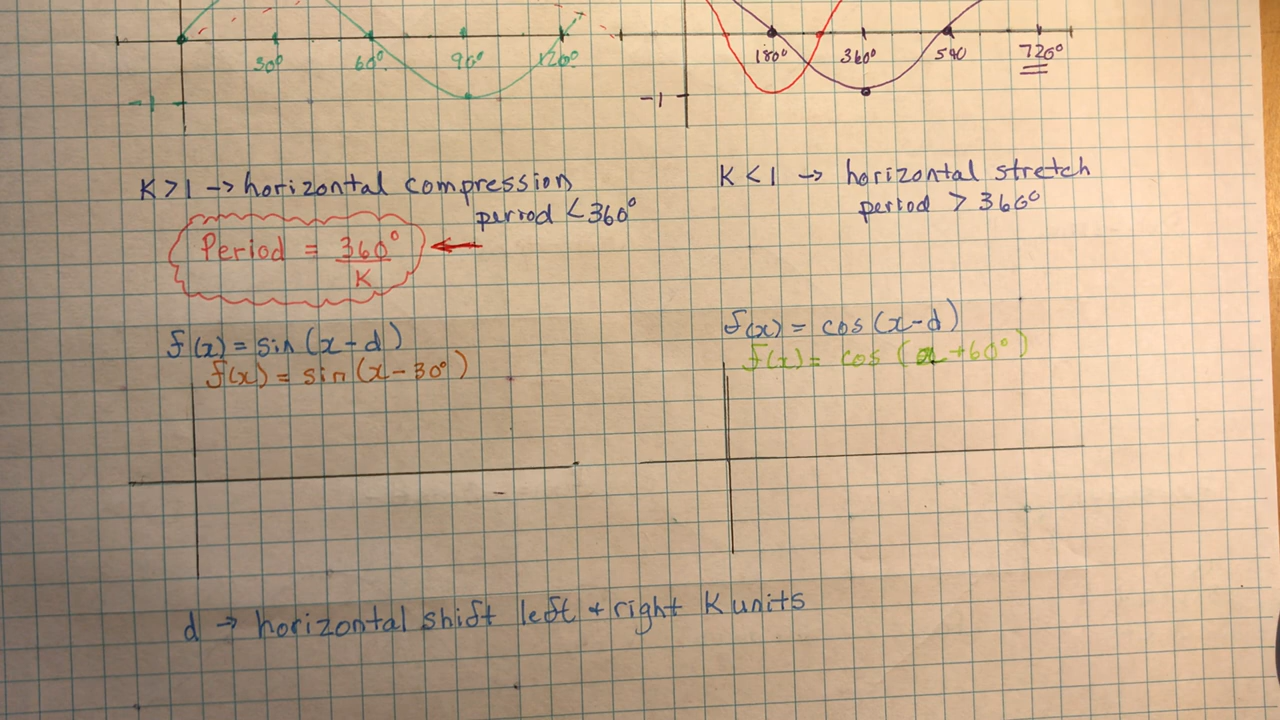 30° 60° 90° 120°
-1
180° 360° 540 720°
-1
K>1 → horizontal compression
period < 360°
Period = 360°
K
K<1 → horizontal stretch
period > 360°
f(x) = sin(x-d)
f(x) = sin(x-30°)
f(x) = cos(x-d)
f(x) = cos(x+60°)
d → horizontal shift left + right K units